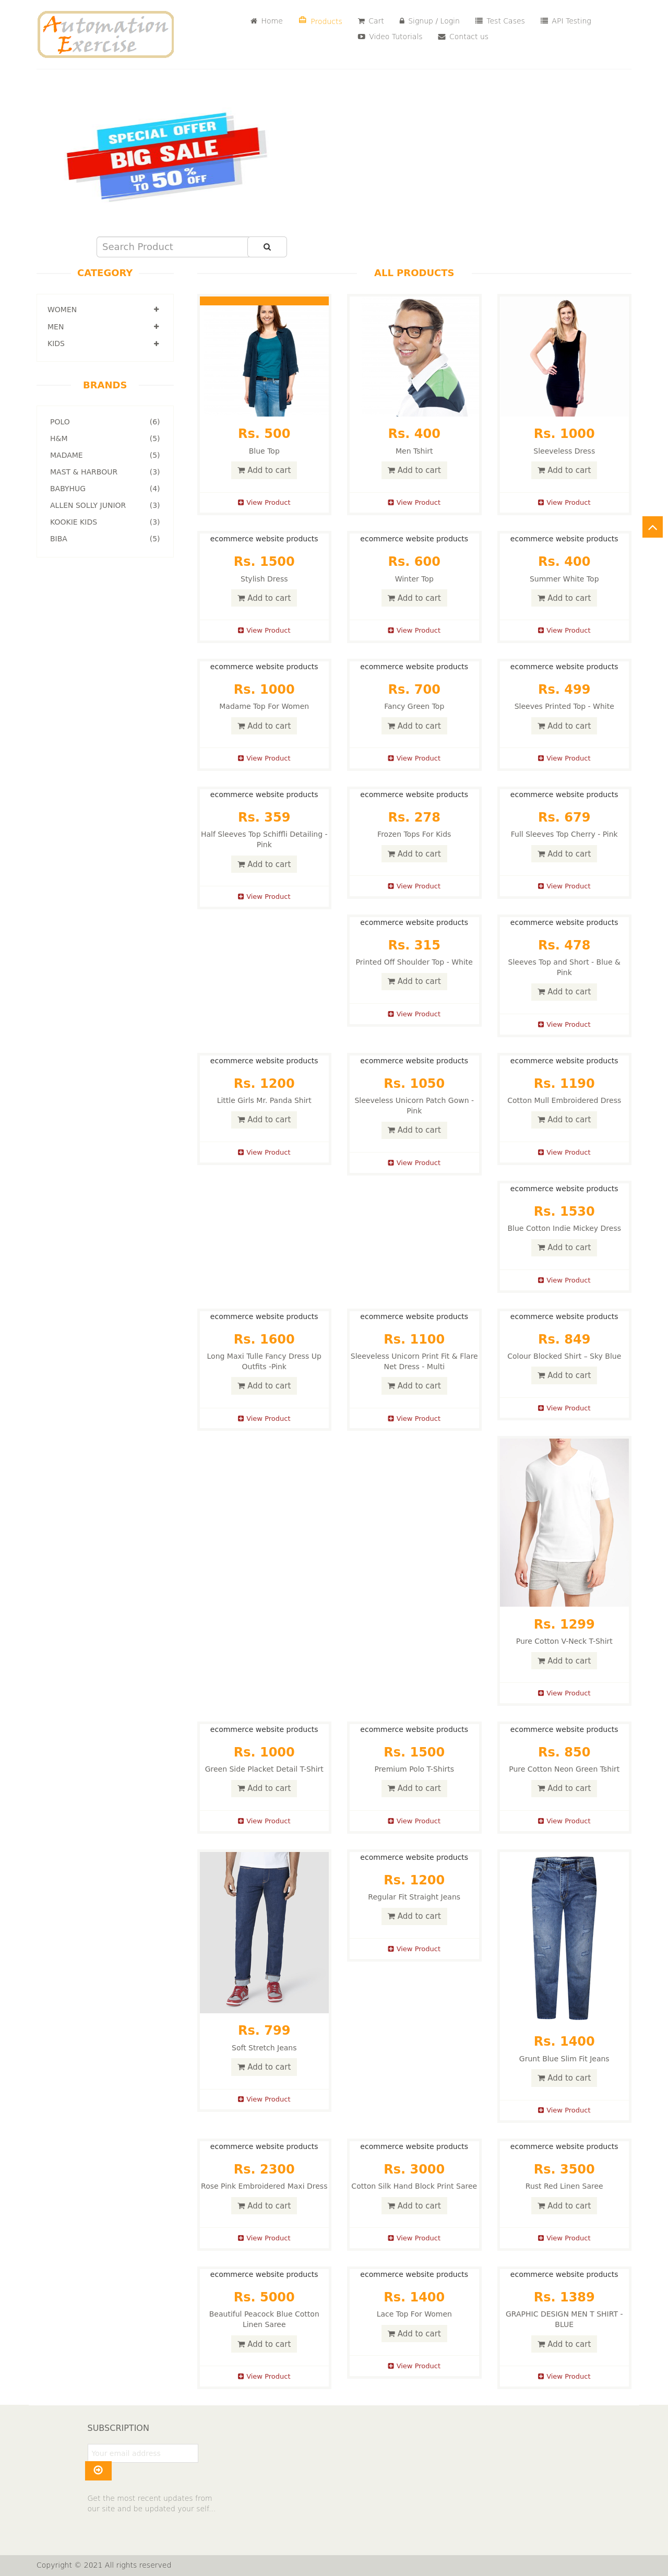 Automation
Exercise
Home
Products
Cart
Signup / Login
Test Cases
API Testing
Video Tutorials
Contact us
SPECIAL OFFER
BIG SALE
UP TO 50% OFF
Search Product
CATEGORY
WOMEN
MEN
KIDS
BRANDS
POLO (6)
H&M (5)
MADAME (5)
MAST & HARBOUR (3)
BABYHUG (4)
ALLEN SOLLY JUNIOR (3)
KOOKIE KIDS (3)
BIBA (5)
ALL PRODUCTS
Rs. 500
Blue Top
Add to cart
View Product
Rs. 400
Men Tshirt
Add to cart
View Product
Rs. 1000
Sleeveless Dress
Add to cart
View Product
ecommerce website products
Rs. 1500
Stylish Dress
Add to cart
View Product
ecommerce website products
Rs. 600
Winter Top
Add to cart
View Product
ecommerce website products
Rs. 400
Summer White Top
Add to cart
View Product
ecommerce website products
Rs. 1000
Madame Top For Women
Add to cart
View Product
ecommerce website products
Rs. 700
Fancy Green Top
Add to cart
View Product
ecommerce website products
Rs. 499
Sleeves Printed Top - White
Add to cart
View Product
ecommerce website products
Rs. 359
Half Sleeves Top Schiffli Detailing -
Pink
Add to cart
View Product
ecommerce website products
Rs. 278
Frozen Tops For Kids
Add to cart
View Product
ecommerce website products
Rs. 679
Full Sleeves Top Cherry - Pink
Add to cart
View Product
ecommerce website products
Rs. 315
Printed Off Shoulder Top - White
Add to cart
View Product
ecommerce website products
Rs. 478
Sleeves Top and Short - Blue &
Pink
Add to cart
View Product
ecommerce website products
Rs. 1200
Little Girls Mr. Panda Shirt
Add to cart
View Product
ecommerce website products
Rs. 1050
Sleeveless Unicorn Patch Gown -
Pink
Add to cart
View Product
ecommerce website products
Rs. 1190
Cotton Mull Embroidered Dress
Add to cart
View Product
ecommerce website products
Rs. 1530
Blue Cotton Indie Mickey Dress
Add to cart
View Product
ecommerce website products
Rs. 1600
Long Maxi Tulle Fancy Dress Up
Outfits -Pink
Add to cart
View Product
ecommerce website products
Rs. 1100
Sleeveless Unicorn Print Fit & Flare
Net Dress - Multi
Add to cart
View Product
ecommerce website products
Rs. 849
Colour Blocked Shirt – Sky Blue
Add to cart
View Product
Rs. 1299
Pure Cotton V-Neck T-Shirt
Add to cart
View Product
ecommerce website products
Rs. 1000
Green Side Placket Detail T-Shirt
Add to cart
View Product
ecommerce website products
Rs. 1500
Premium Polo T-Shirts
Add to cart
View Product
ecommerce website products
Rs. 850
Pure Cotton Neon Green Tshirt
Add to cart
View Product
Rs. 799
Soft Stretch Jeans
Add to cart
View Product
ecommerce website products
Rs. 1200
Regular Fit Straight Jeans
Add to cart
View Product
Rs. 1400
Grunt Blue Slim Fit Jeans
Add to cart
View Product
ecommerce website products
Rs. 2300
Rose Pink Embroidered Maxi Dress
Add to cart
View Product
ecommerce website products
Rs. 3000
Cotton Silk Hand Block Print Saree
Add to cart
View Product
ecommerce website products
Rs. 3500
Rust Red Linen Saree
Add to cart
View Product
ecommerce website products
Rs. 5000
Beautiful Peacock Blue Cotton
Linen Saree
Add to cart
View Product
ecommerce website products
Rs. 1400
Lace Top For Women
Add to cart
View Product
ecommerce website products
Rs. 1389
GRAPHIC DESIGN MEN T SHIRT -
BLUE
Add to cart
View Product
SUBSCRIPTION
Your email address
Get the most recent updates from
our site and be updated your self...
Copyright © 2021 All rights reserved